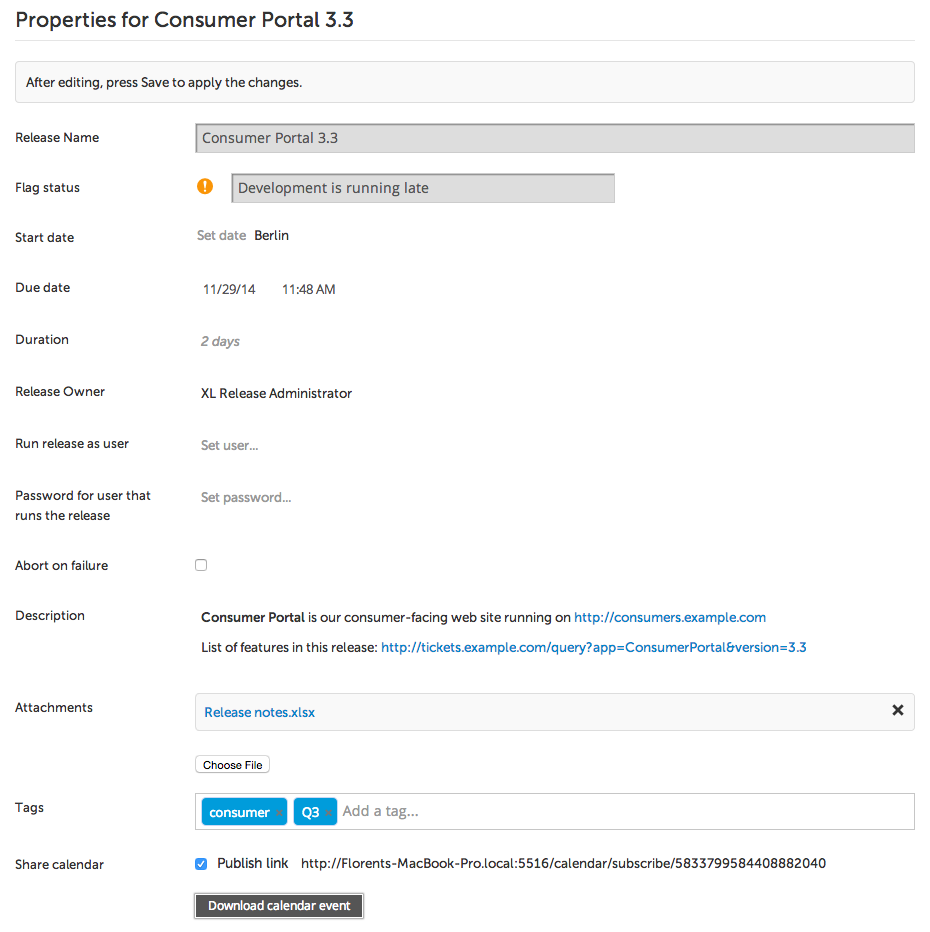 Properties for Consumer Portal 3.3
After editing, press Save to apply the changes.
Release Name Consumer Portal 3.3
Flag status Development is running late
Start date Set date Berlin
Due date 11/29/14 11:48 AM
Duration 2 days
Release Owner XL Release Administrator
Run release as user Set user...
Password for user that
runs the release Set password...
Abort on failure
Description Consumer Portal is our consumer-facing web site running on http://consumers.example.com
List of features in this release: http://tickets.example.com/query?app=ConsumerPortal&version=3.3
Attachments Release notes.xlsx
Choose File
Tags consumer Q3 Add a tag...
Share calendar Publish link http://Florents-MacBook-Pro.local:5516/calendar/subscribe/5833799584408882040
Download calendar event